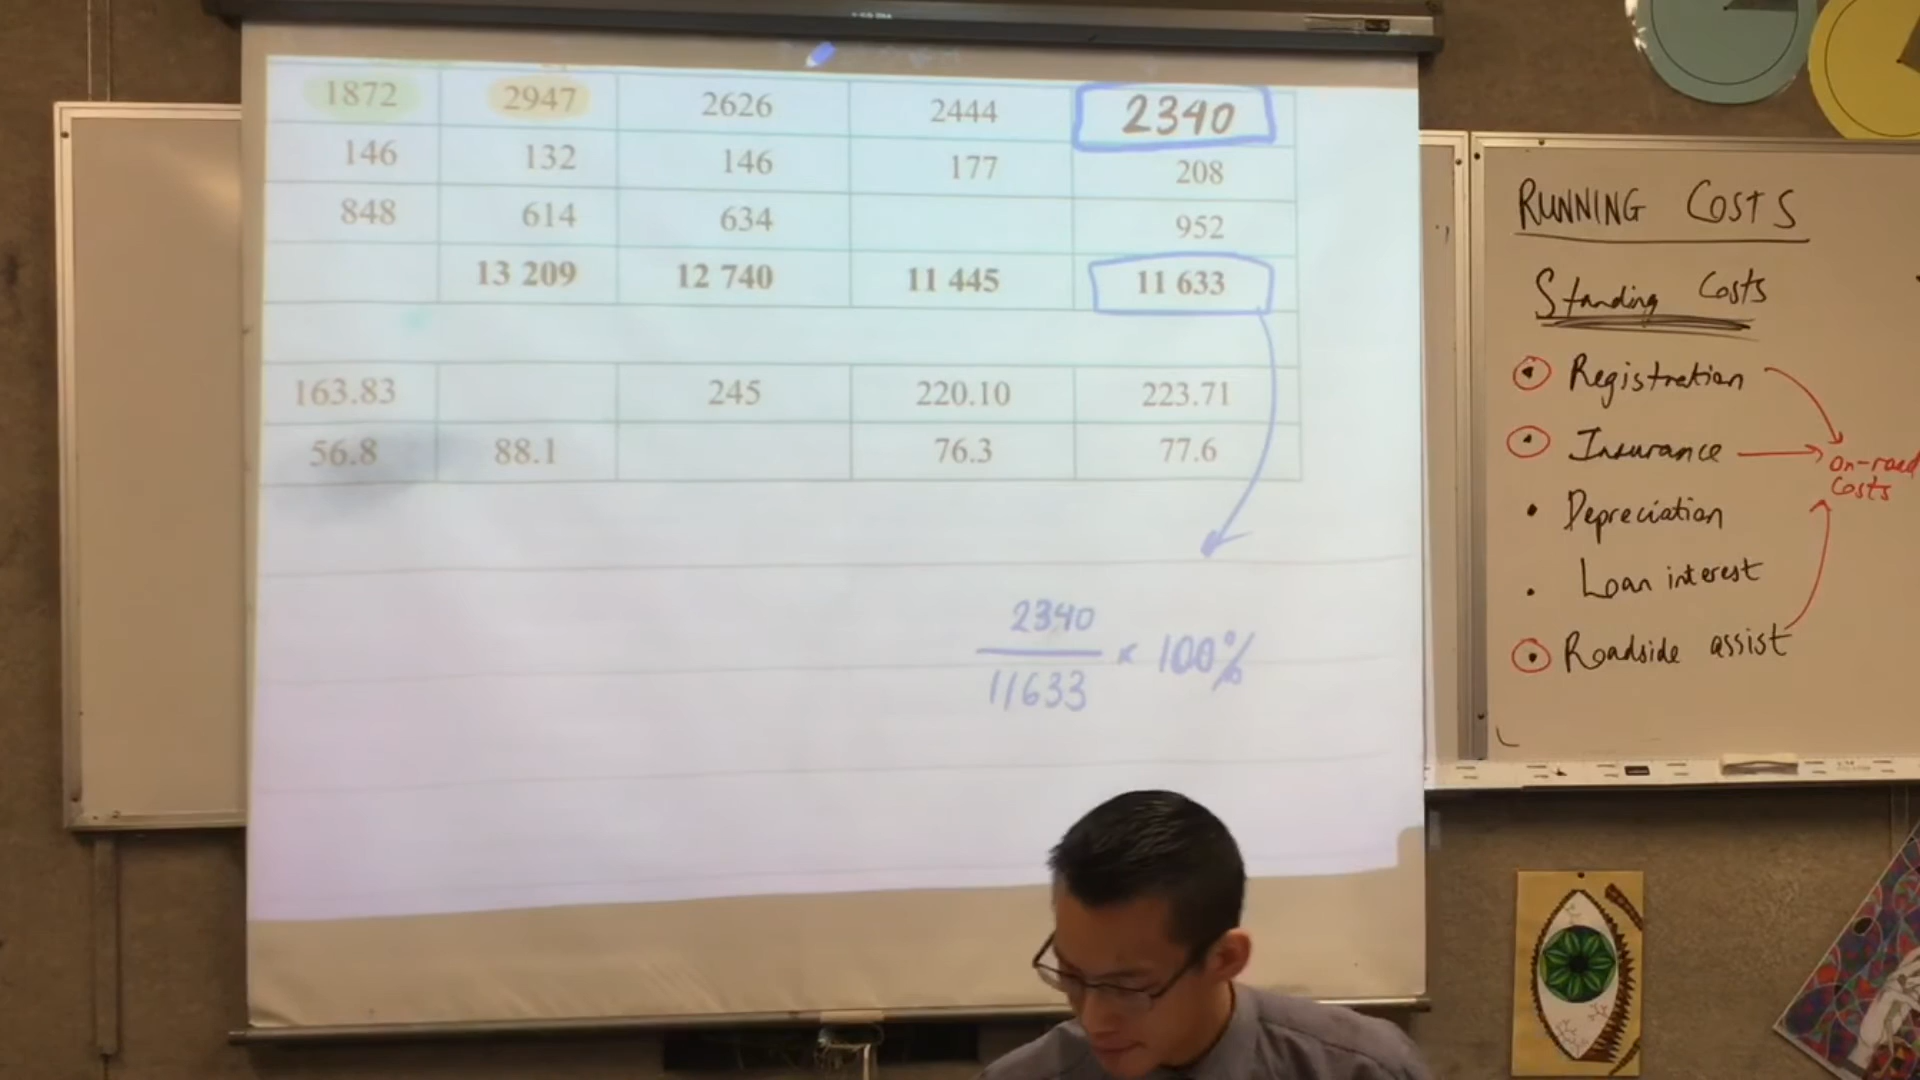 1872 2947 2626 2444 2340
146 132 146 177 208
848 614 634 952
13 209 12 740 11 445 11 633
163.83 245 220.10 223.71
56.8 88.1 76.3 77.6
2340
11633
× 100%
RUNNING COSTS
Standing Costs
• Registration
• Insurance
• Depreciation
• Loan interest
• Roadside assist
on-road
costs